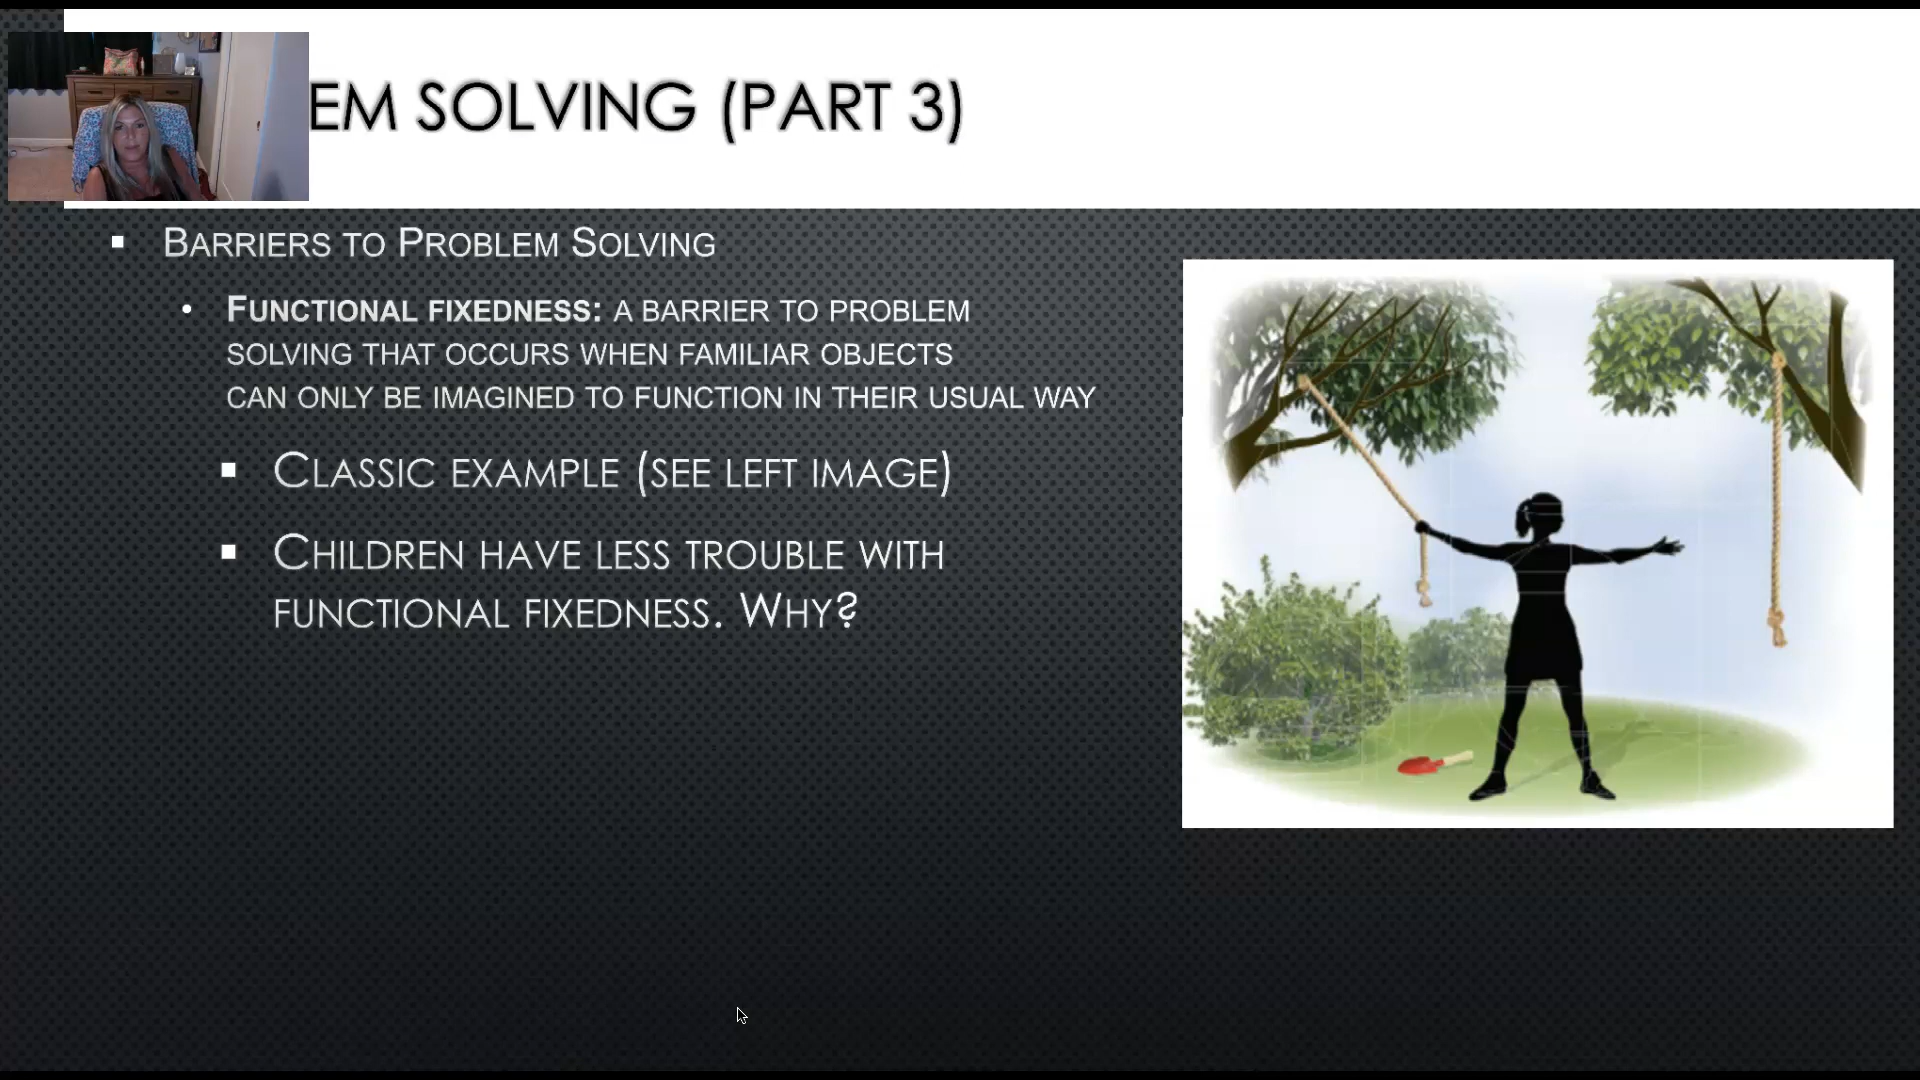 EM SOLVING (PART 3)
BARRIERS TO PROBLEM SOLVING
FUNCTIONAL FIXEDNESS: A BARRIER TO PROBLEM
SOLVING THAT OCCURS WHEN FAMILIAR OBJECTS
CAN ONLY BE IMAGINED TO FUNCTION IN THEIR USUAL WAY
CLASSIC EXAMPLE (SEE LEFT IMAGE)
CHILDREN HAVE LESS TROUBLE WITH
FUNCTIONAL FIXEDNESS. WHY?